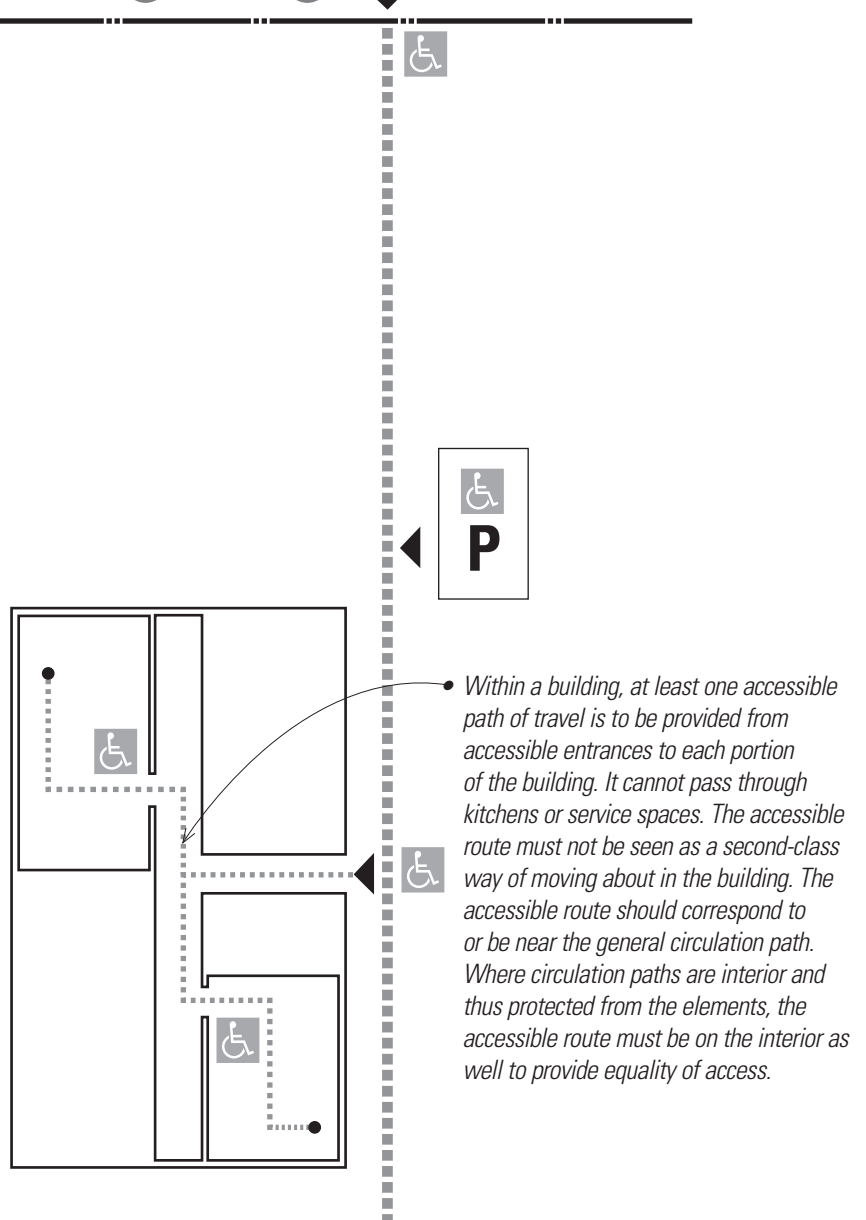 P
Within a building, at least one accessible
path of travel is to be provided from
accessible entrances to each portion
of the building. It cannot pass through
kitchens or service spaces. The accessible
route must not be seen as a second-class
way of moving about in the building. The
accessible route should correspond to
or be near the general circulation path.
Where circulation paths are interior and
thus protected from the elements, the
accessible route must be on the interior as
well to provide equality of access.